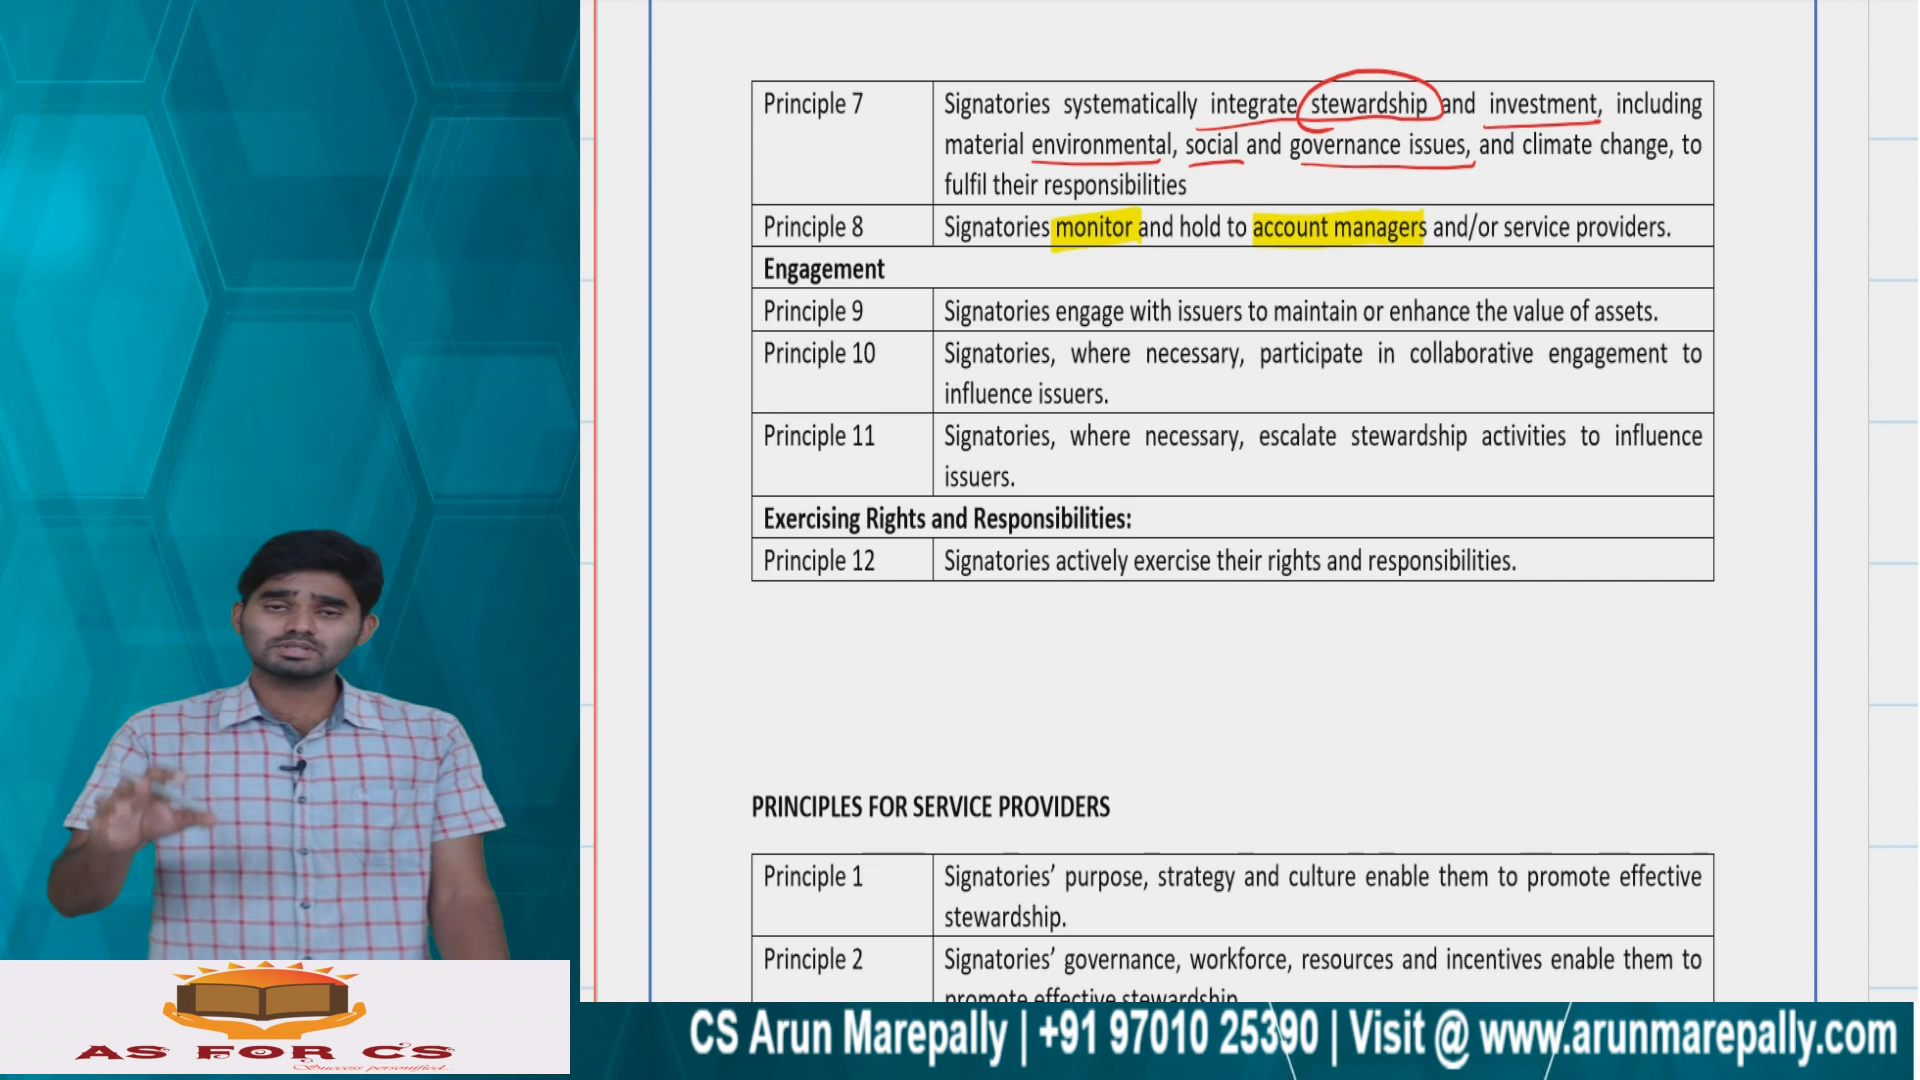 Principle 7
Signatories systematically integrate stewardship and investment, including
material environmental, social and governance issues, and climate change, to
fulfil their responsibilities
Principle 8
Signatories monitor and hold to account managers and/or service providers.
Engagement
Principle 9
Signatories engage with issuers to maintain or enhance the value of assets.
Principle 10
Signatories, where necessary, participate in collaborative engagement to
influence issuers.
Principle 11
Signatories, where necessary, escalate stewardship activities to influence
issuers.
Exercising Rights and Responsibilities:
Principle 12
Signatories actively exercise their rights and responsibilities.
PRINCIPLES FOR SERVICE PROVIDERS
Principle 1
Signatories’ purpose, strategy and culture enable them to promote effective
stewardship.
Principle 2
Signatories’ governance, workforce, resources and incentives enable them to
promote effective stewardship.
AS FOR CS
Success personified...
CS Arun Marepally | +91 97010 25390 | Visit @ www.arunmarepally.com